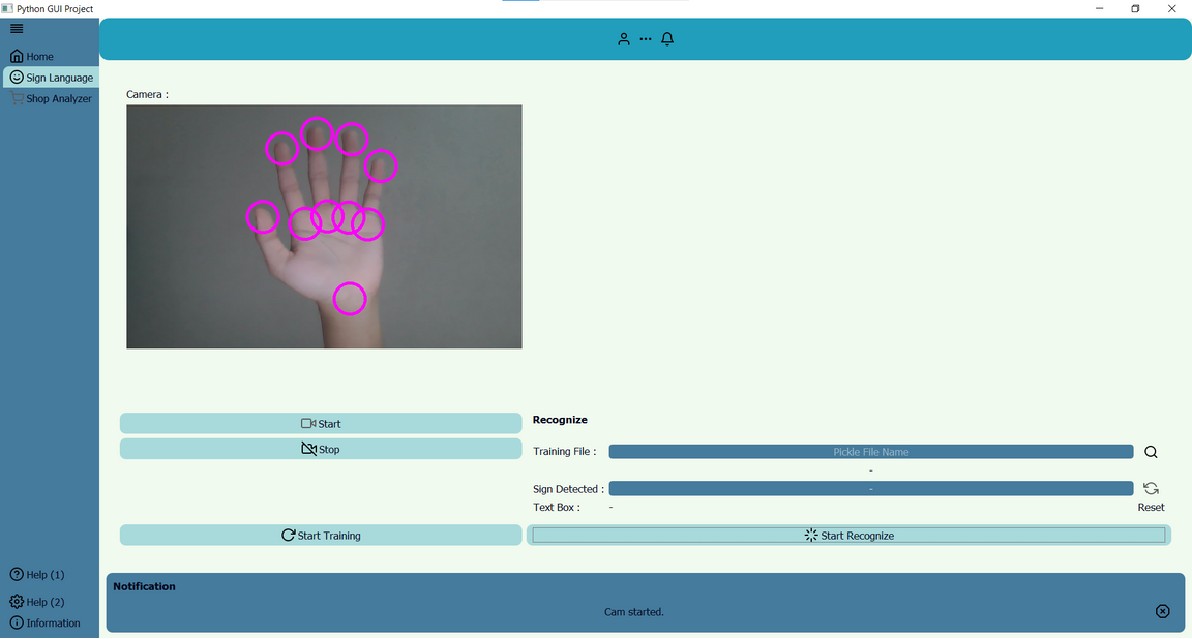 Python GUI Project
Home
Sign Language
Shop Analyzer
Camera :
Start
Stop
Start Training
Recognize
Training File :
Pickle File Name
-
Sign Detected :
-
Text Box :
-
Reset
Start Recognize
Help (1)
Help (2)
Information
Notification
Cam started.